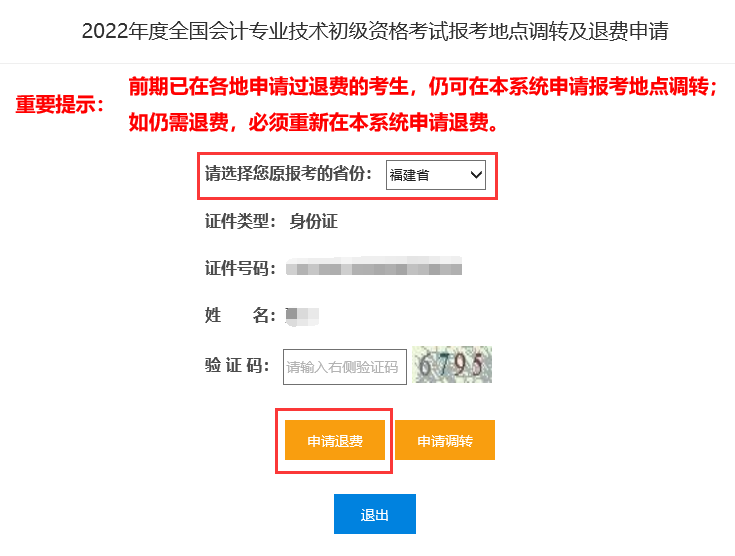 2022年度全国会计专业技术初级资格考试报考地点调转及退费申请
重要提示：
前期已在各地申请过退费的考生，仍可在本系统申请报考地点调转；
如仍需退费，必须重新在本系统申请退费。
请选择您原报考的省份： 福建省
证件类型： 身份证
证件号码：
姓 名：
验 证 码： 请输入右侧验证码 6795
申请退费 申请调转
退出